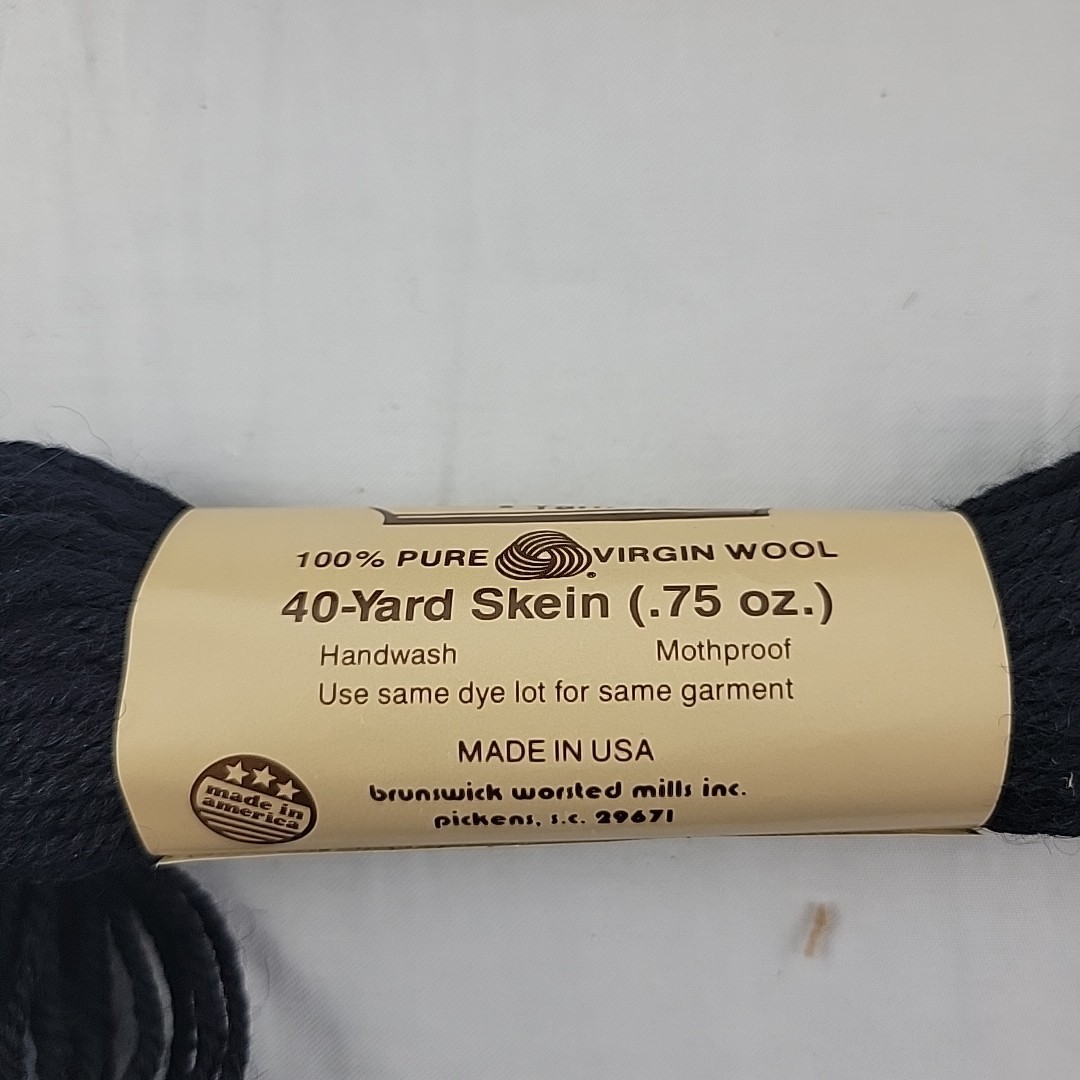 100% PURE VIRGIN WOOL
40-Yard Skein (.75 oz.)
Handwash Mothproof
Use same dye lot for same garment
MADE IN USA
brunswick worsted mills inc.
pickens, s.c. 29671
made in
america